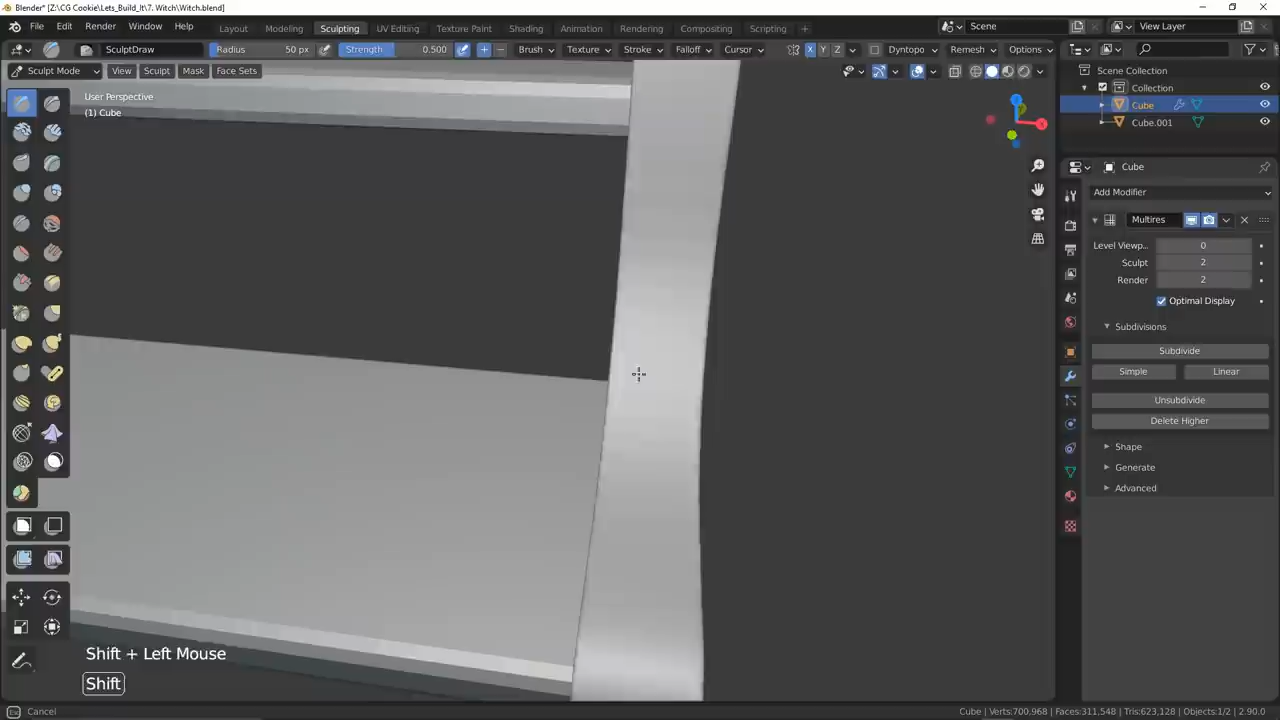 Blender* [Z:\CG Cookie\Lets_Build_It\7. Witch\Witch.blend]
File Edit Render Window Help Layout Modeling Sculpting UV Editing Texture Paint Shading Animation Rendering Compositing Scripting + Scene View Layer
SculptDraw Radius 50 px Strength 0.500 Brush Texture Stroke Falloff Cursor X Y Z Dyntopo Remesh Options
Sculpt Mode View Sculpt Mask Face Sets
Scene Collection
Collection
Cube
Cube.001
User Perspective
(1) Cube
Cube
Add Modifier
Multires
Level Viewp... 0
Sculpt 2
Render 2
Optimal Display
Subdivisions
Subdivide
Simple Linear
Unsubdivide
Delete Higher
Shape
Generate
Advanced
Shift + Left Mouse
Shift
Esc Cancel
Cube | Verts:700,968 | Faces:311,548 | Tris:623,128 | Objects:1/2 | 2.90.0